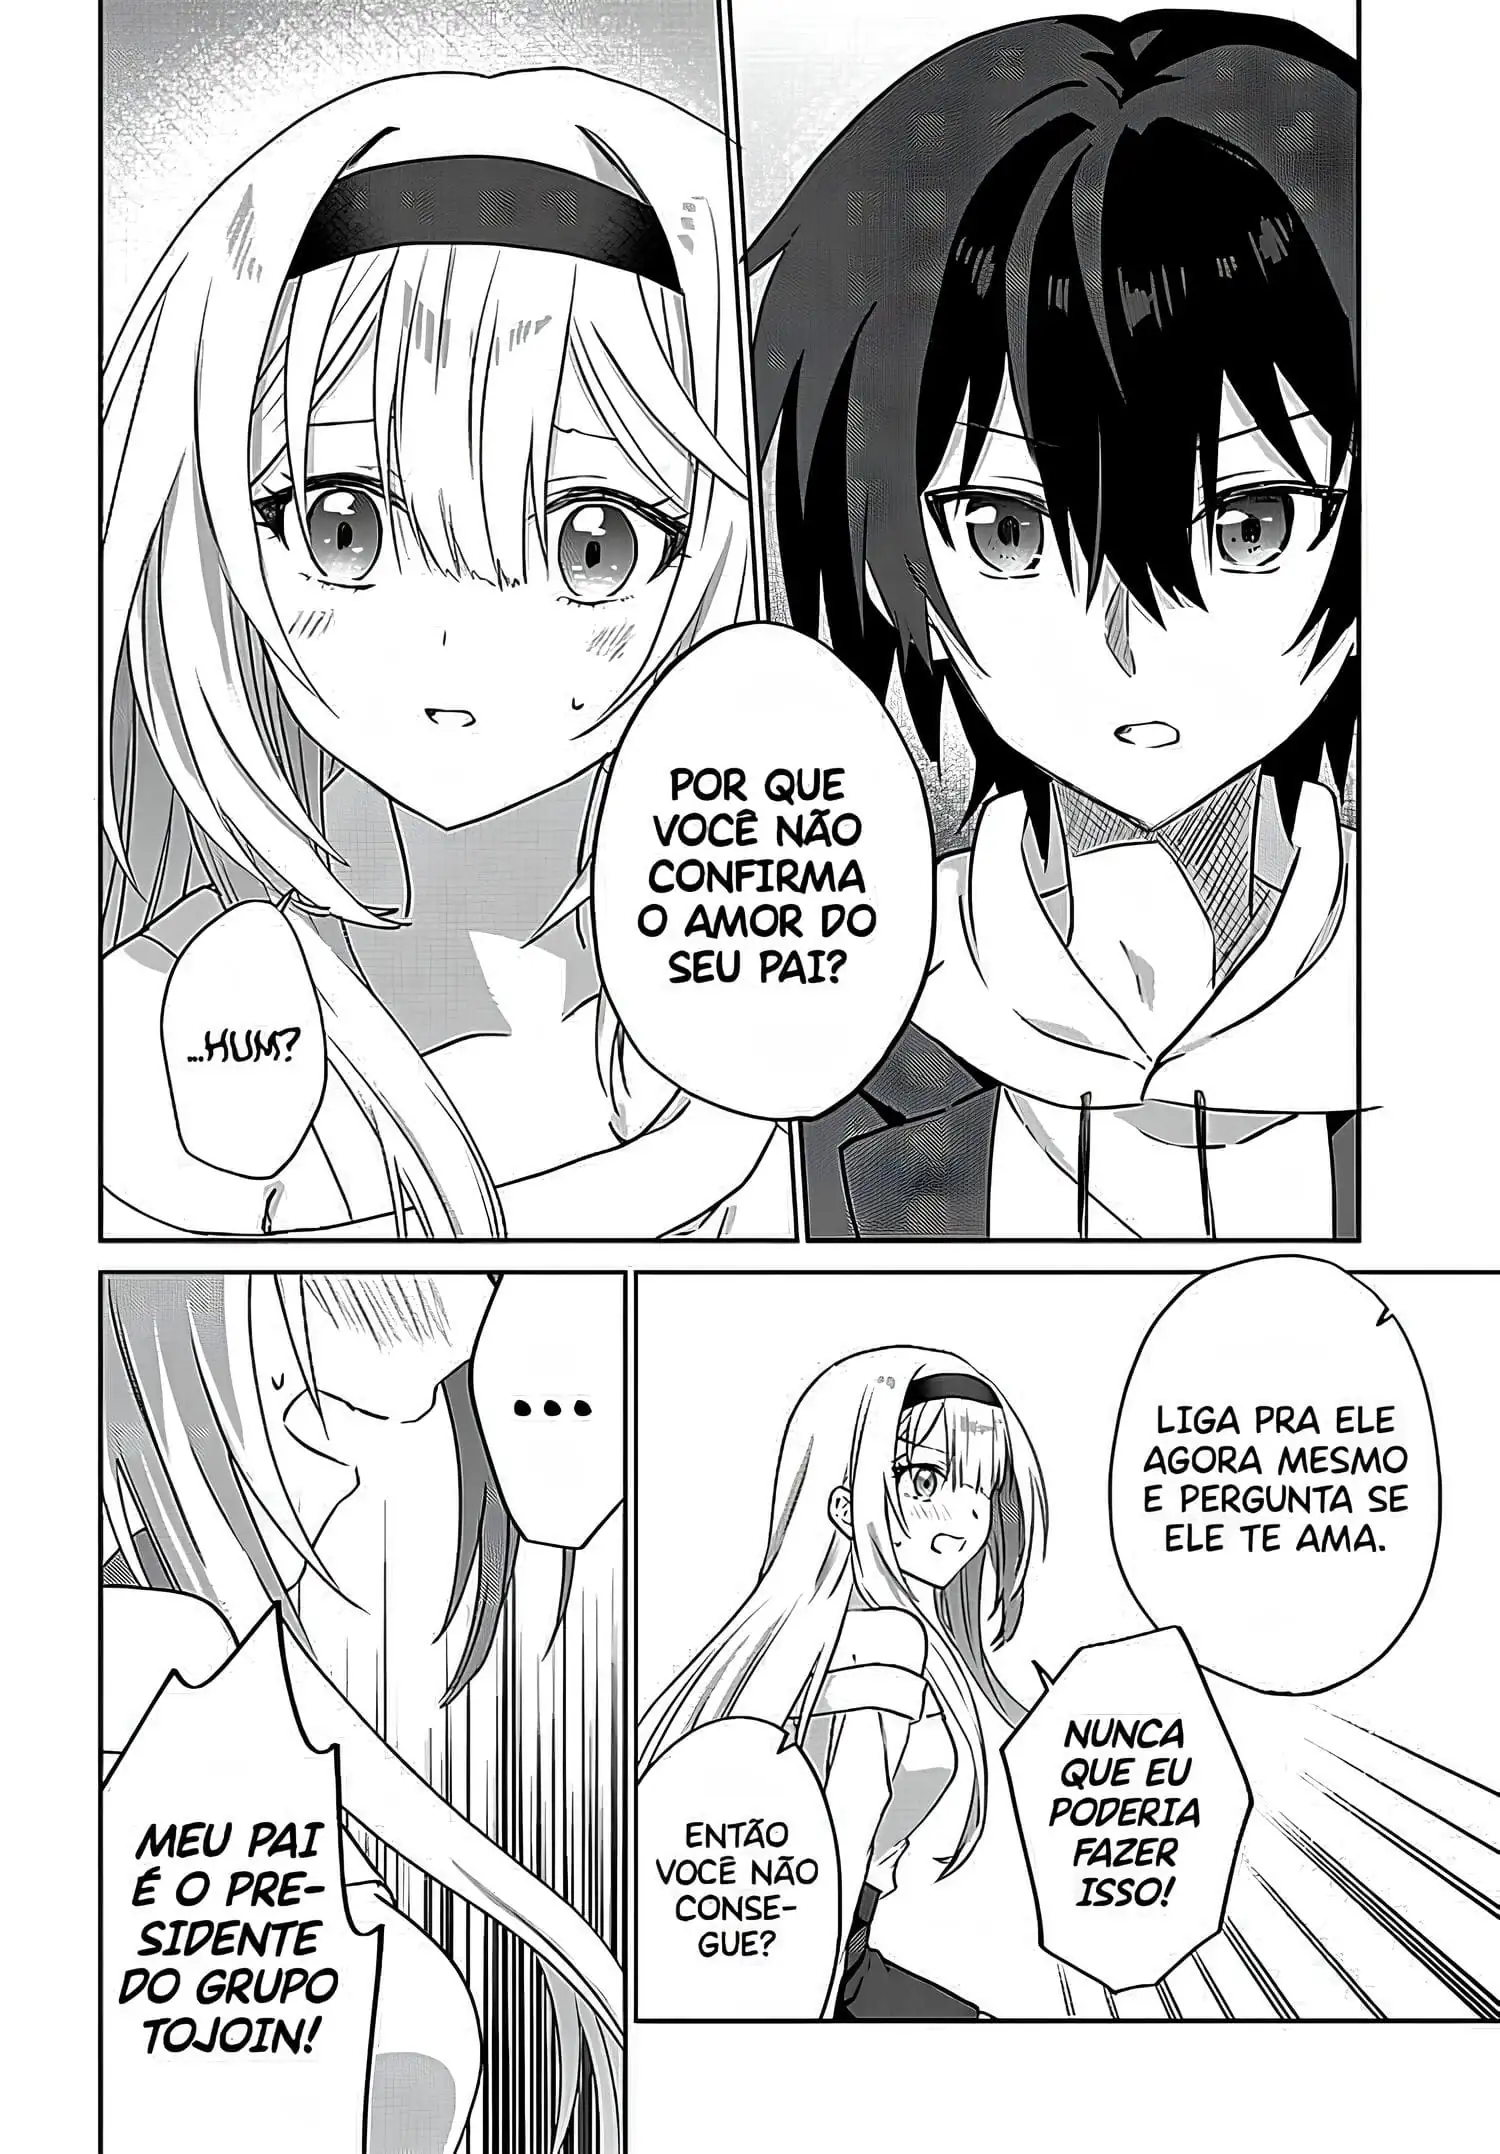 POR QUE
VOCÊ NÃO
CONFIRMA
O AMOR DO
SEU PAI?
...HUM?
LIGA PRA ELE
AGORA MESMO
E PERGUNTA SE
ELE TE AMA.
NUNCA
QUE EU
PODERIA
FAZER
ISSO!
ENTÃO
VOCÊ NÃO
CONSE-
GUE?
...
MEU PAI
É O PRE-
SIDENTE
DO GRUPO
TOJOIN!